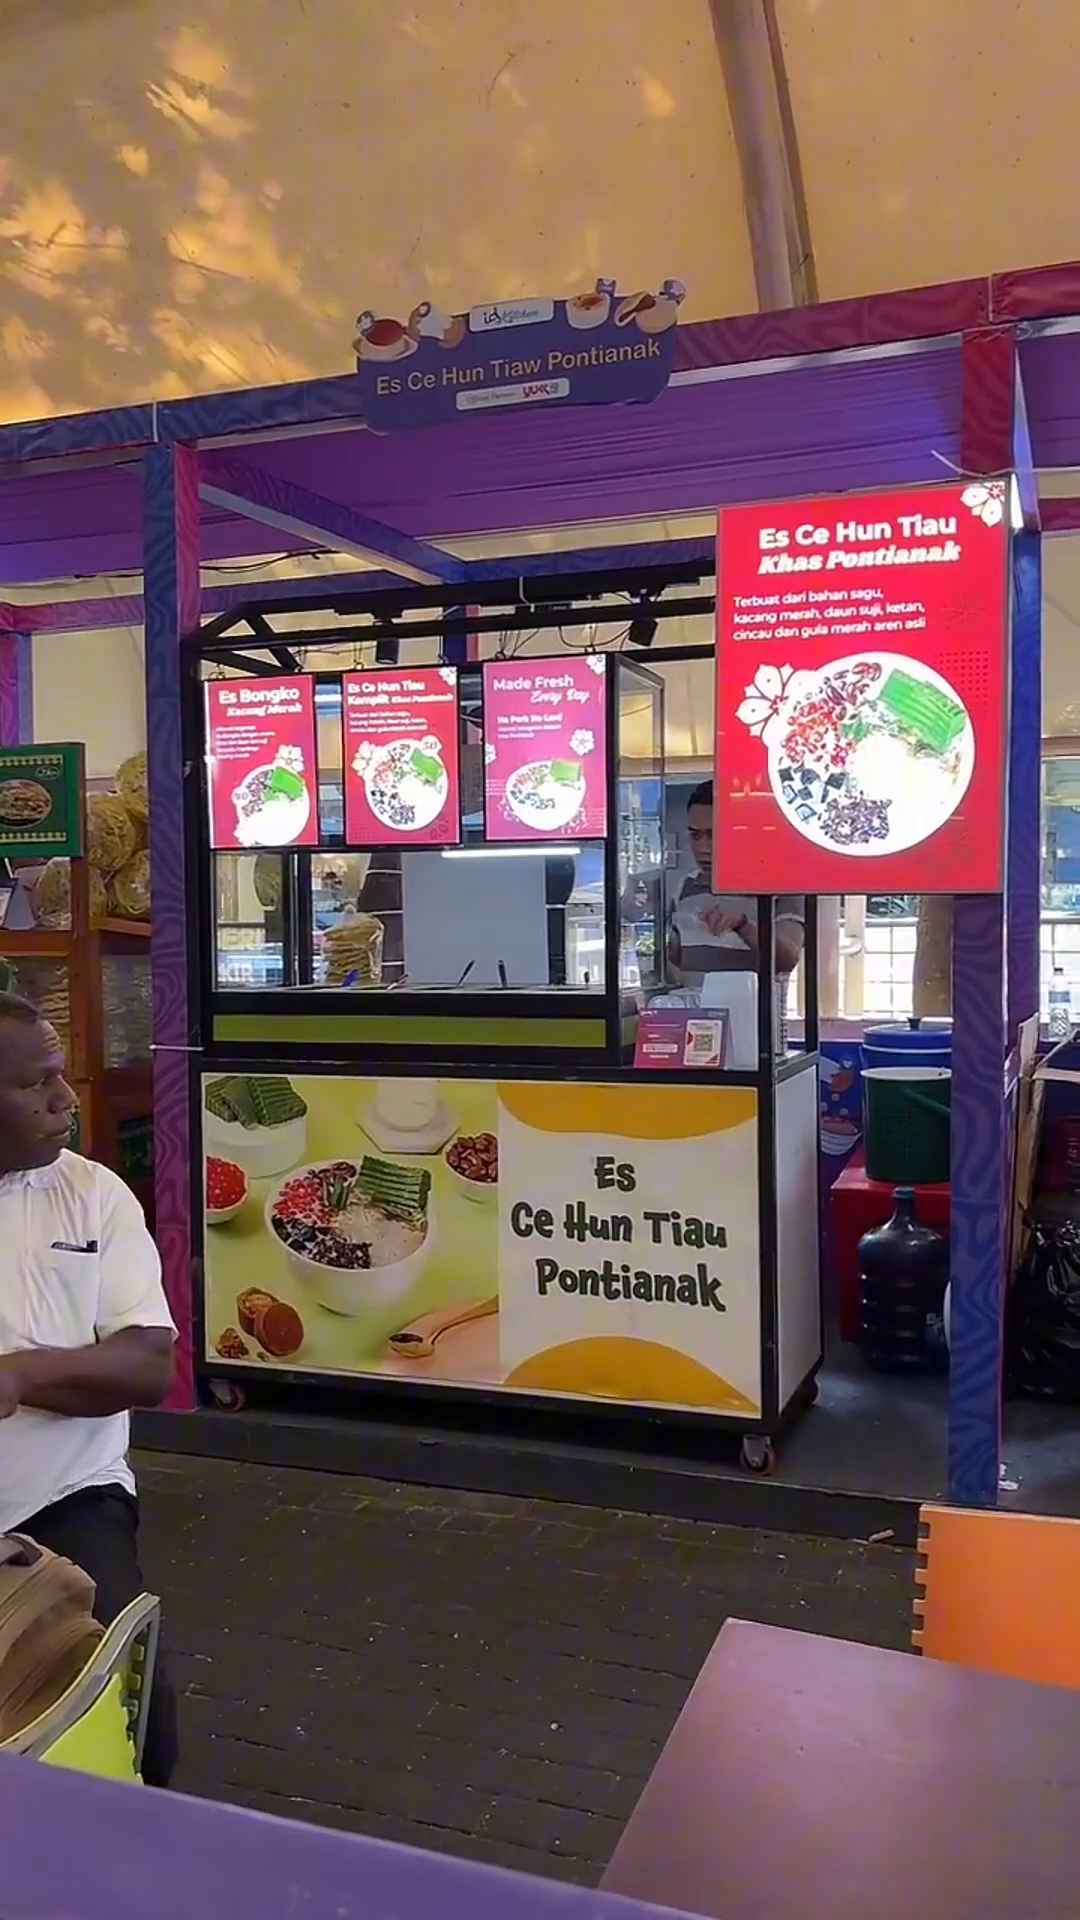 Kitchen
Es Ce Hun Tiaw Pontianak
YUKK
Es Ce Hun Tiau
Khas Pontianak
Terbuat dari bahan sagu,
kacang merah, daun suji, ketan,
cincau dan gula merah aren asli
Es Bongko
Kacang Merah
Es Ce Hun Tiau
Komplit Khas Pontianak
Made Fresh
Every Day
No Pork No Lard
Es
Ce Hun Tiau
Pontianak